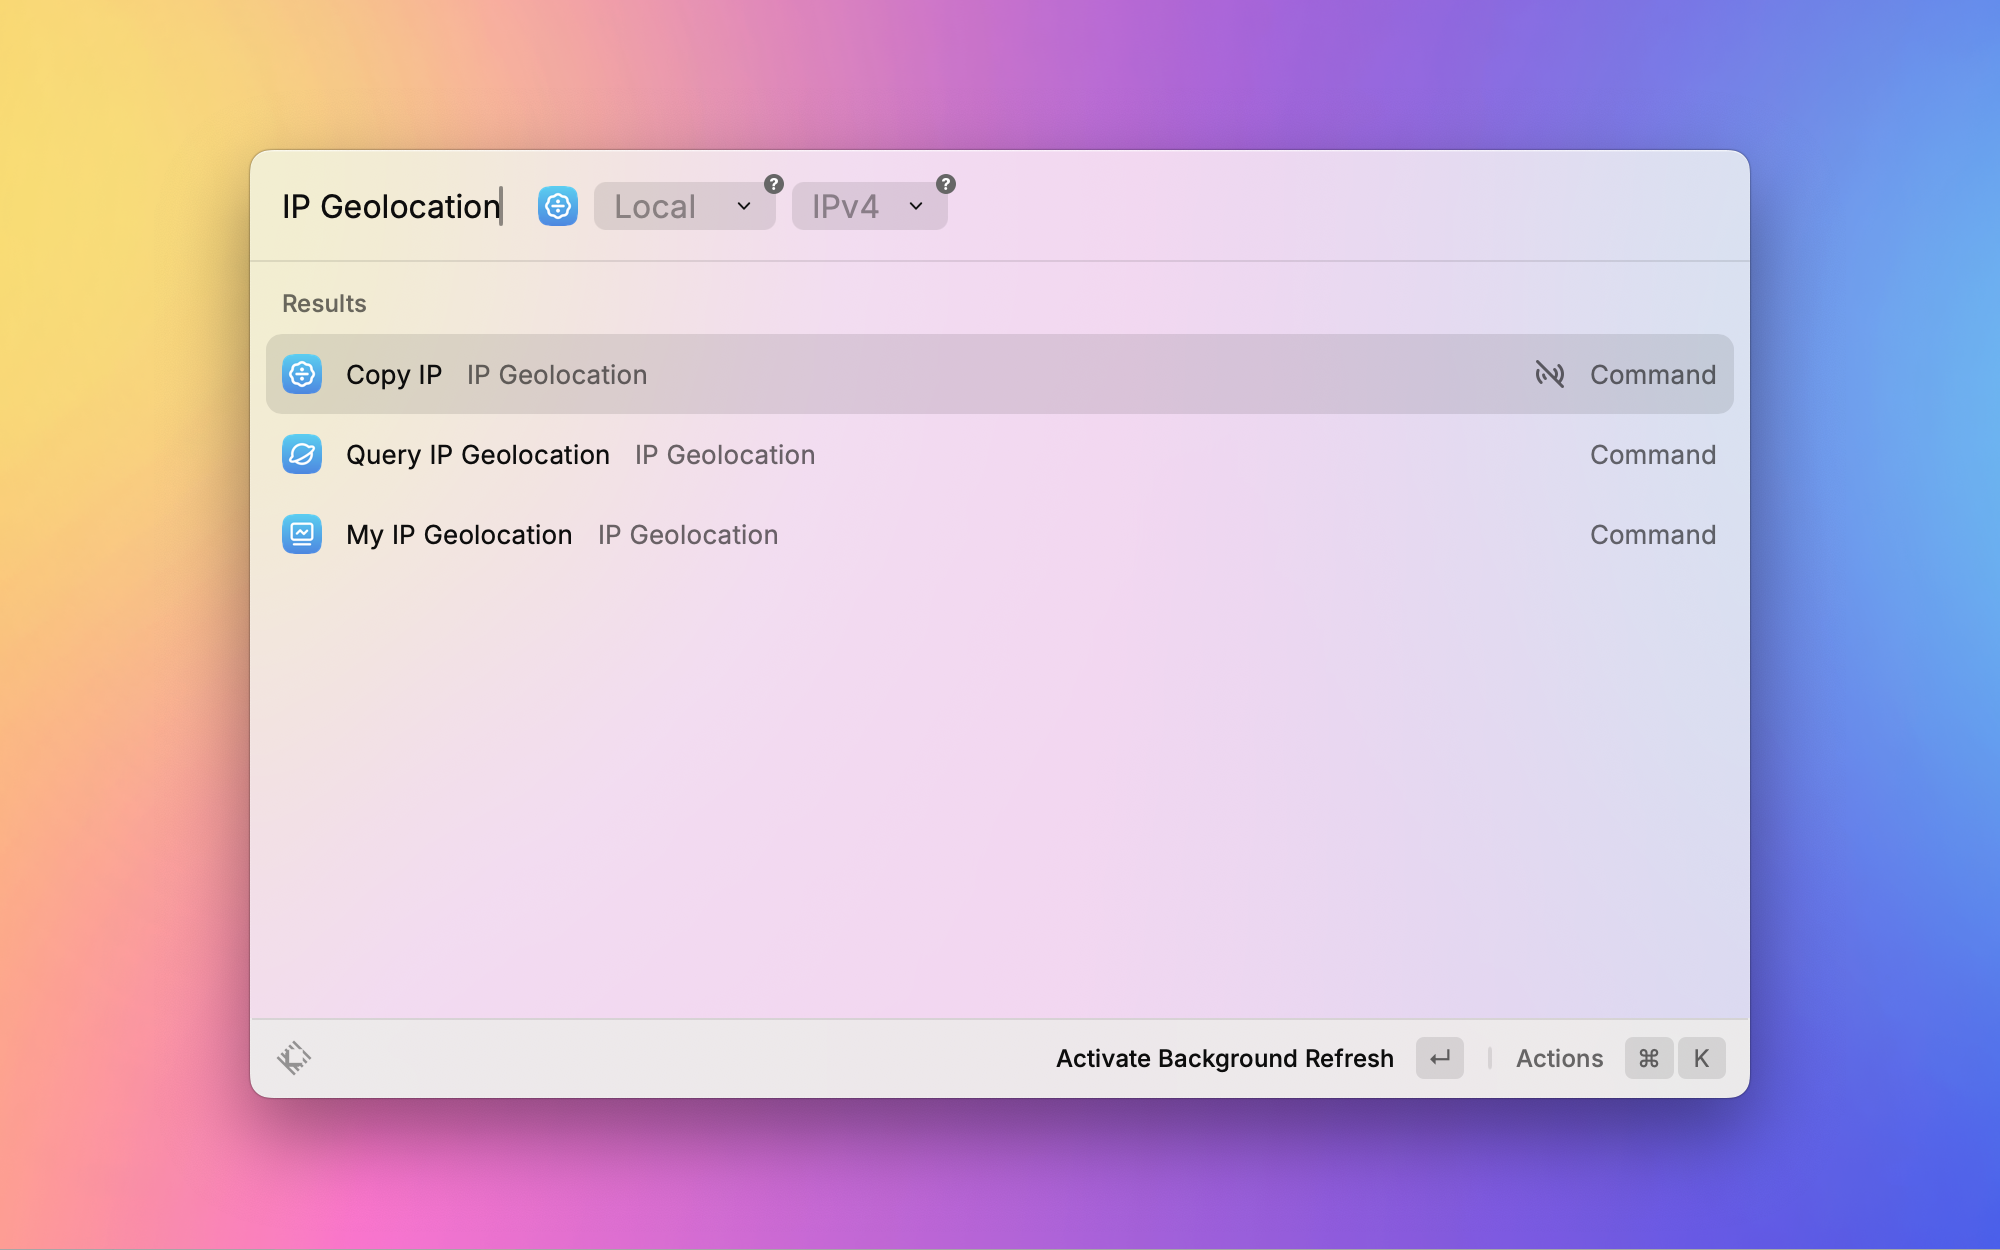 IP Geolocation Local ? IPv4 ?
Results
Copy IP IP Geolocation Command
Query IP Geolocation IP Geolocation Command
My IP Geolocation IP Geolocation Command
Activate Background Refresh ↵ Actions ⌘ K